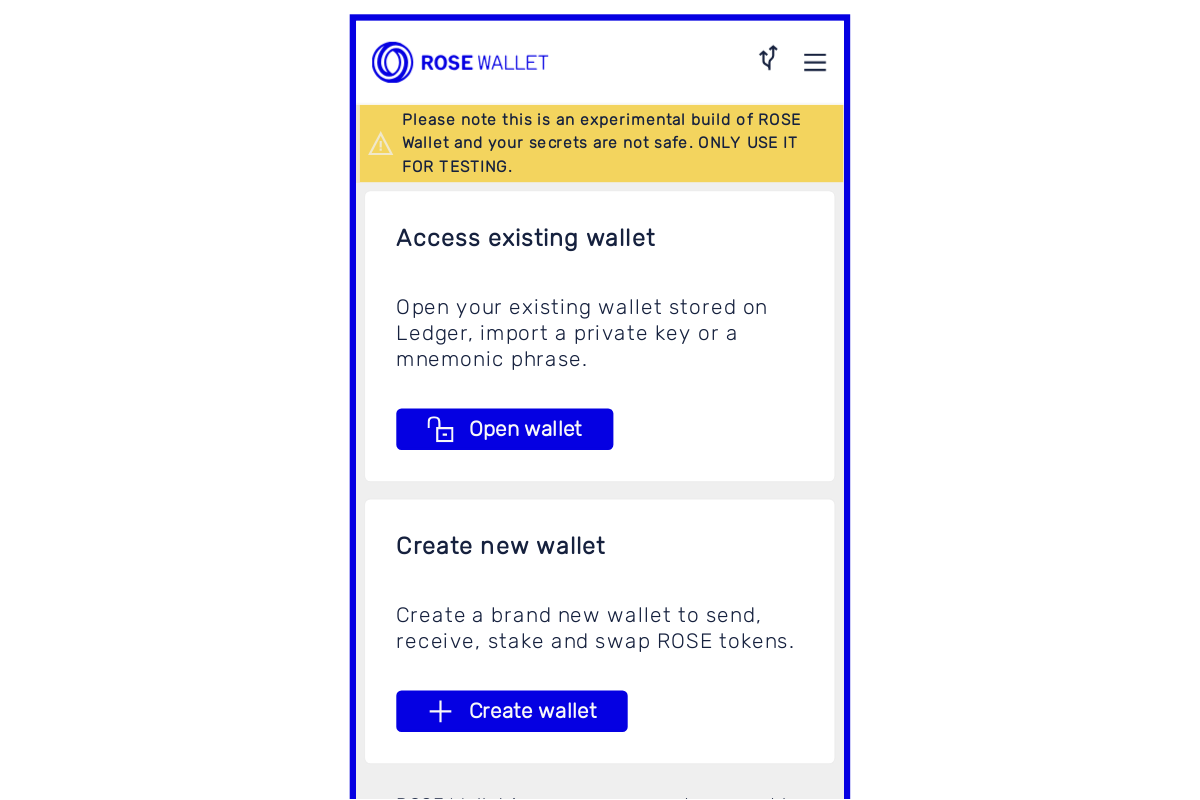 ROSE WALLET
Please note this is an experimental build of ROSE
Wallet and your secrets are not safe. ONLY USE IT
FOR TESTING.
Access existing wallet
Open your existing wallet stored on
Ledger, import a private key or a
mnemonic phrase.
Open wallet
Create new wallet
Create a brand new wallet to send,
receive, stake and swap ROSE tokens.
Create wallet